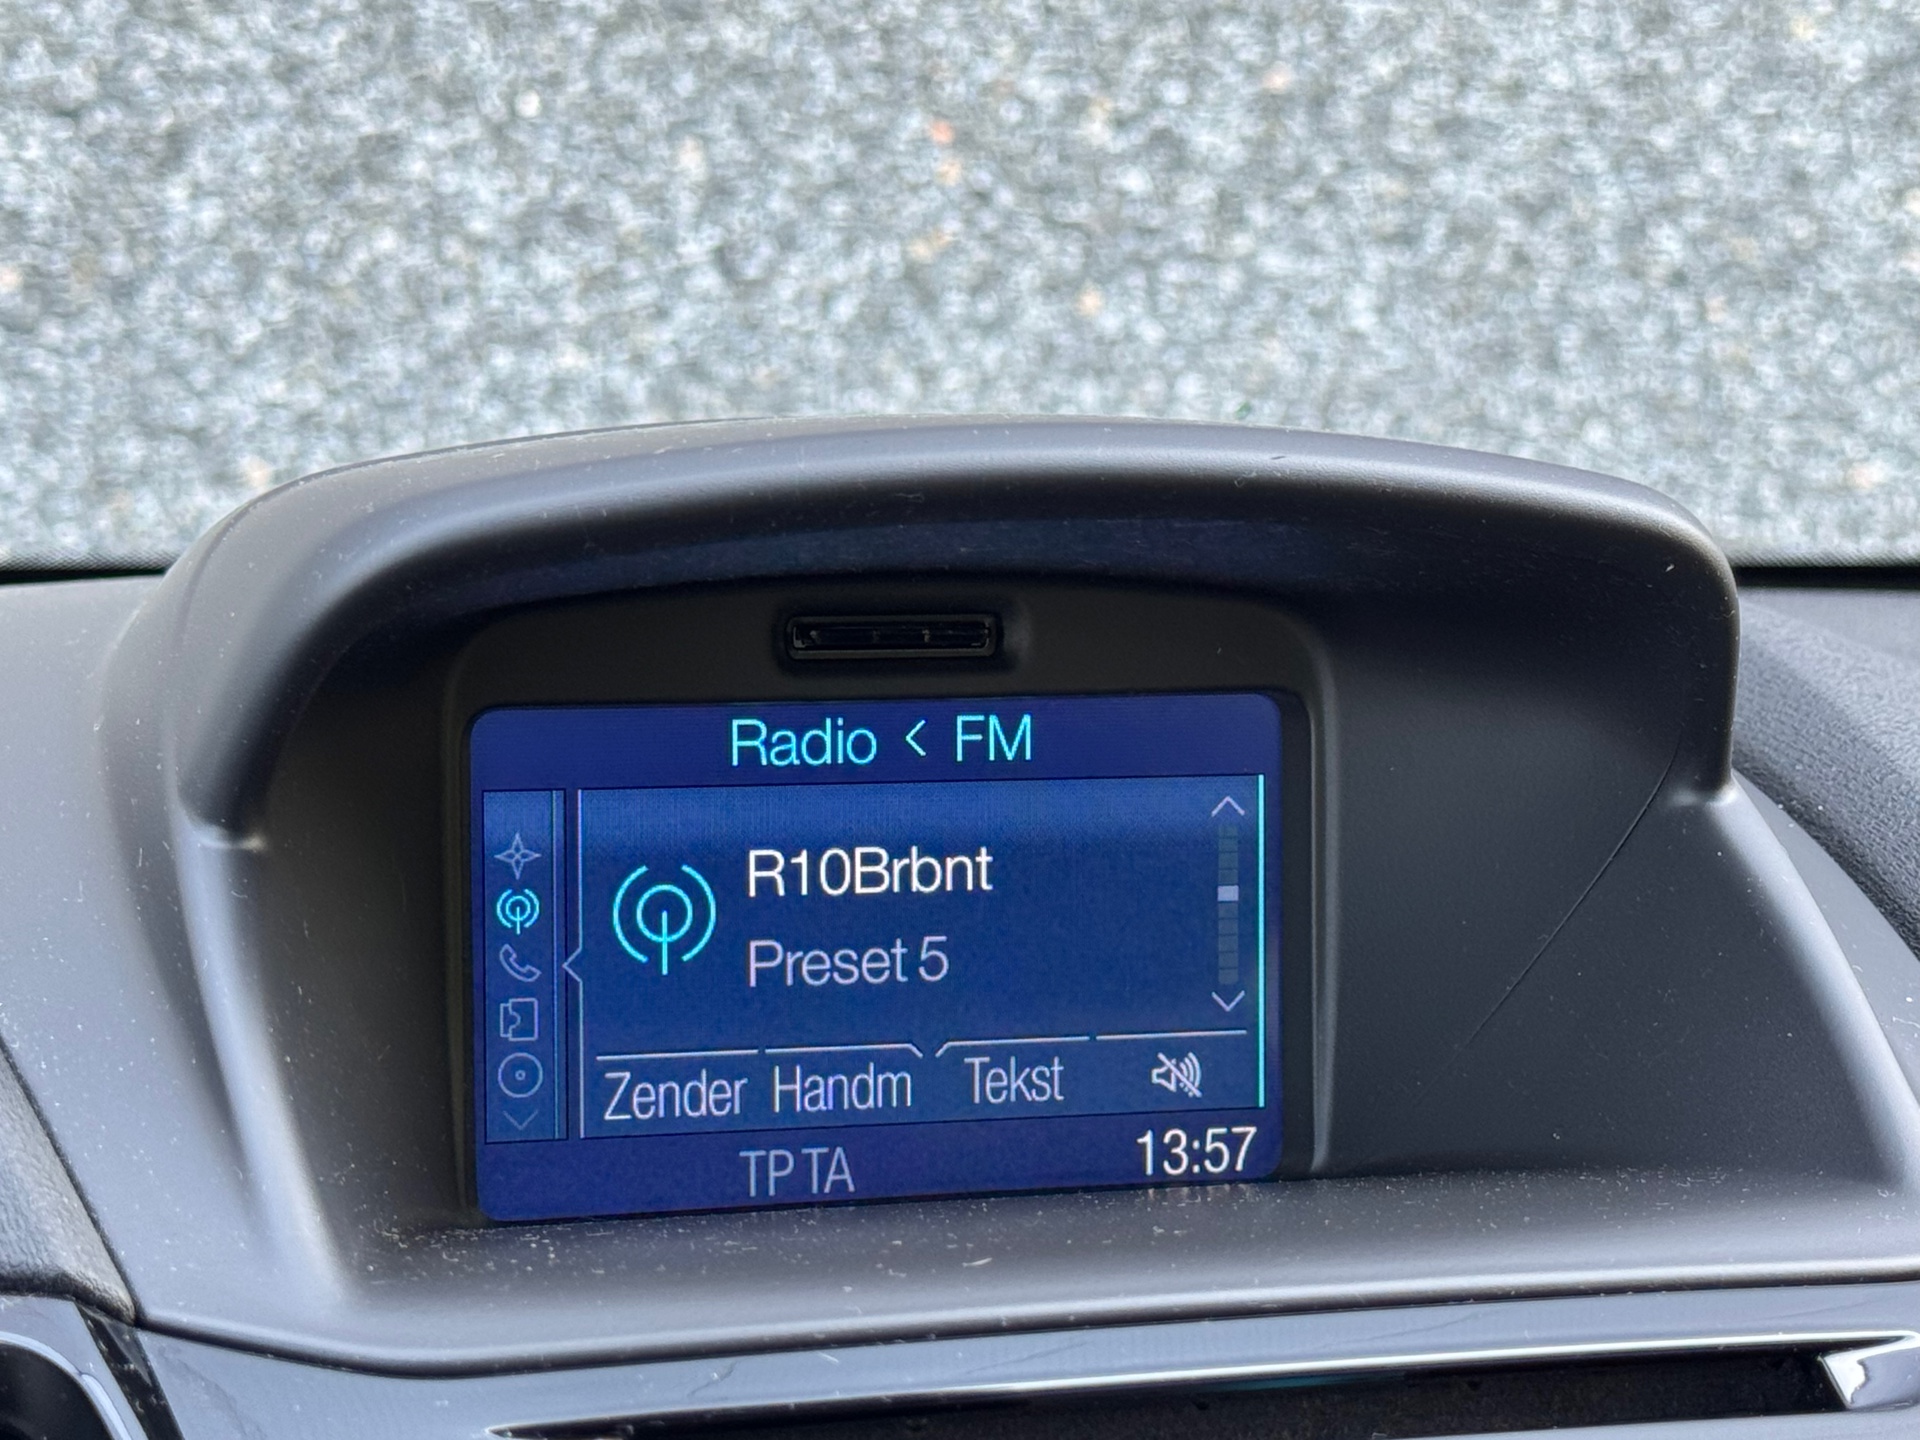 Radio < FM
R10Brbnt
Preset 5
Zender Handm Tekst
TP TA 13:57